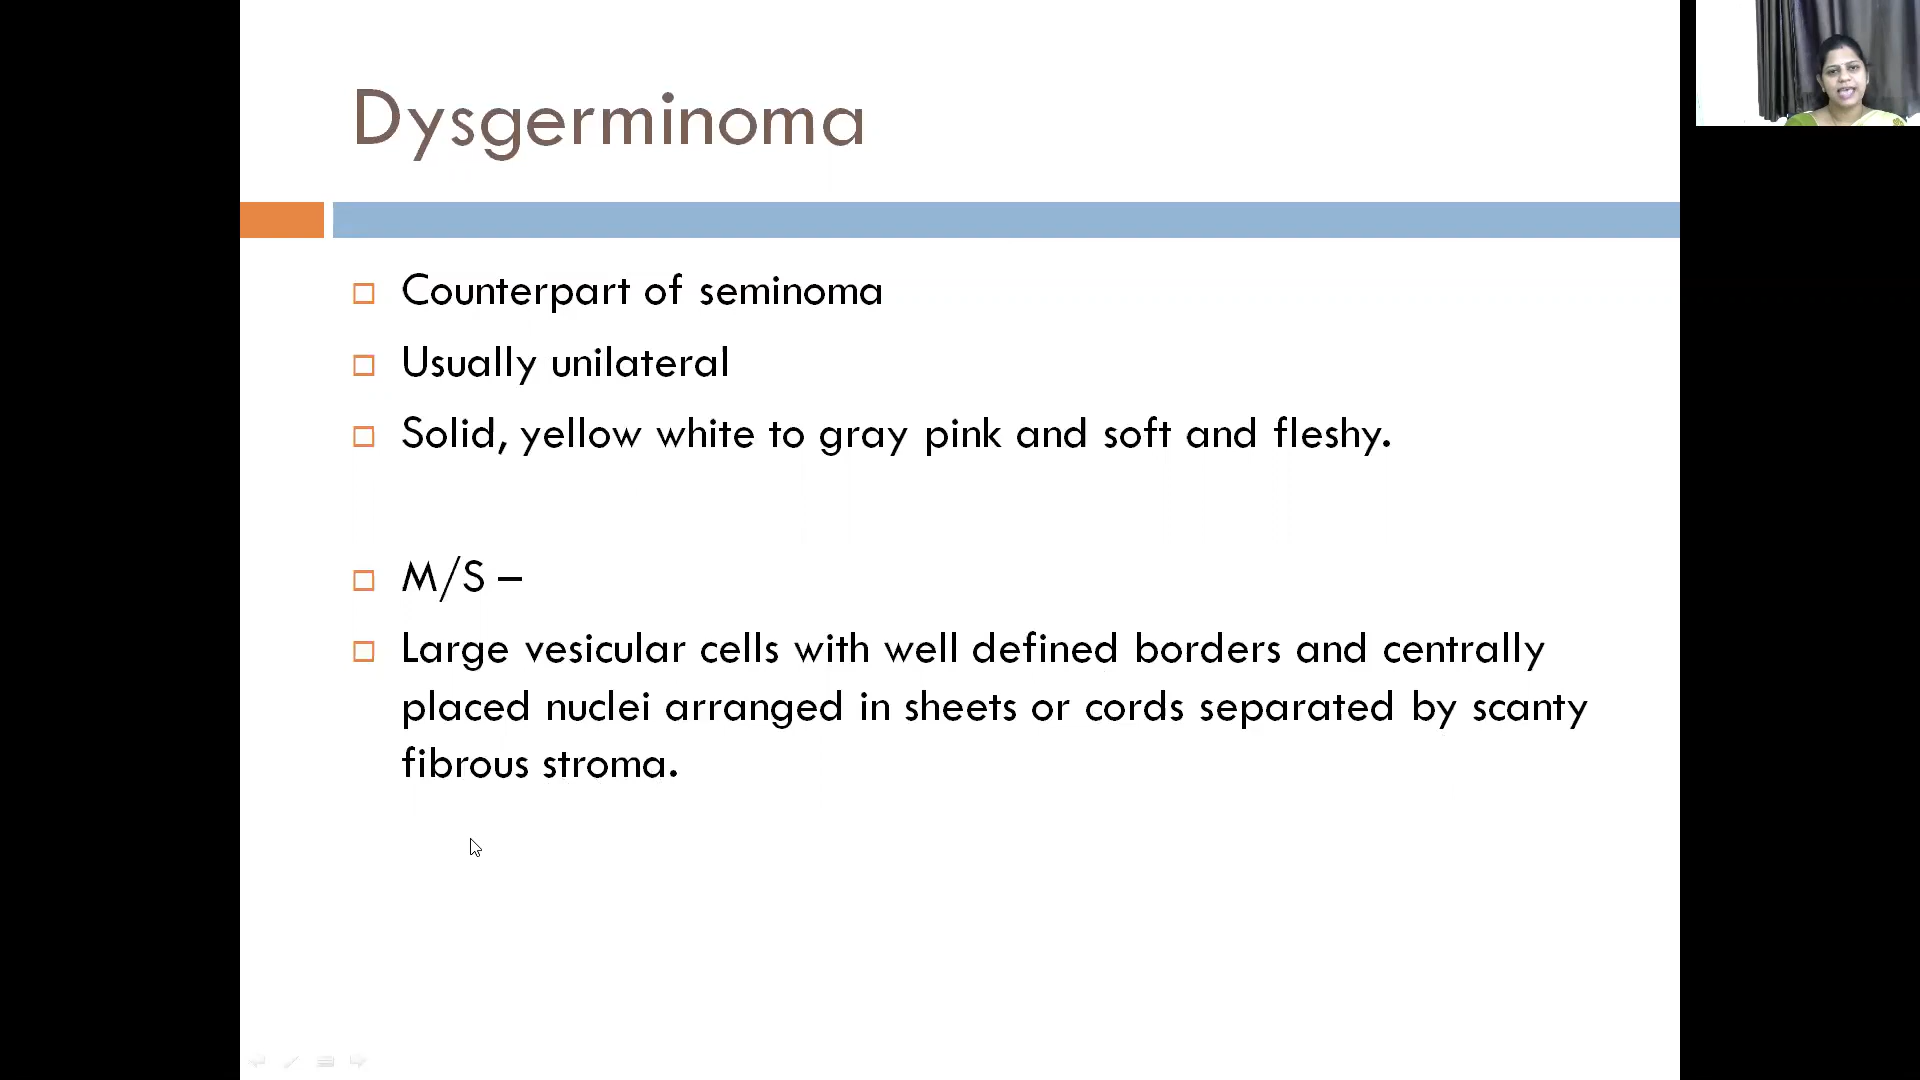 Dysgerminoma
Counterpart of seminoma
Usually unilateral
Solid, yellow white to gray pink and soft and fleshy.
M/S –
Large vesicular cells with well defined borders and centrally
placed nuclei arranged in sheets or cords separated by scanty
fibrous stroma.